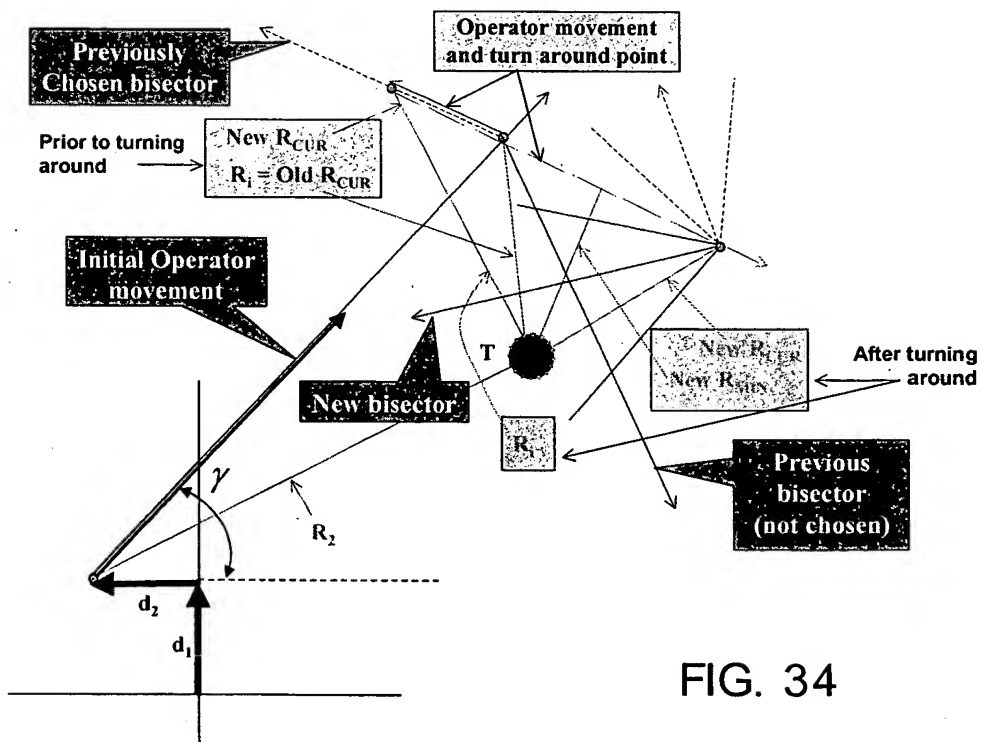 Operator movement
and turn around point
Previously
Chosen bisector
Prior to turning
around
New R_CUR
R_i = Old R_CUR
Initial Operator
movement
T
New R_CUR
New R_MIN
After turning
around
New bisector
R_i
γ
Previous
bisector
(not chosen)
R_2
d_2
d_1
FIG. 34